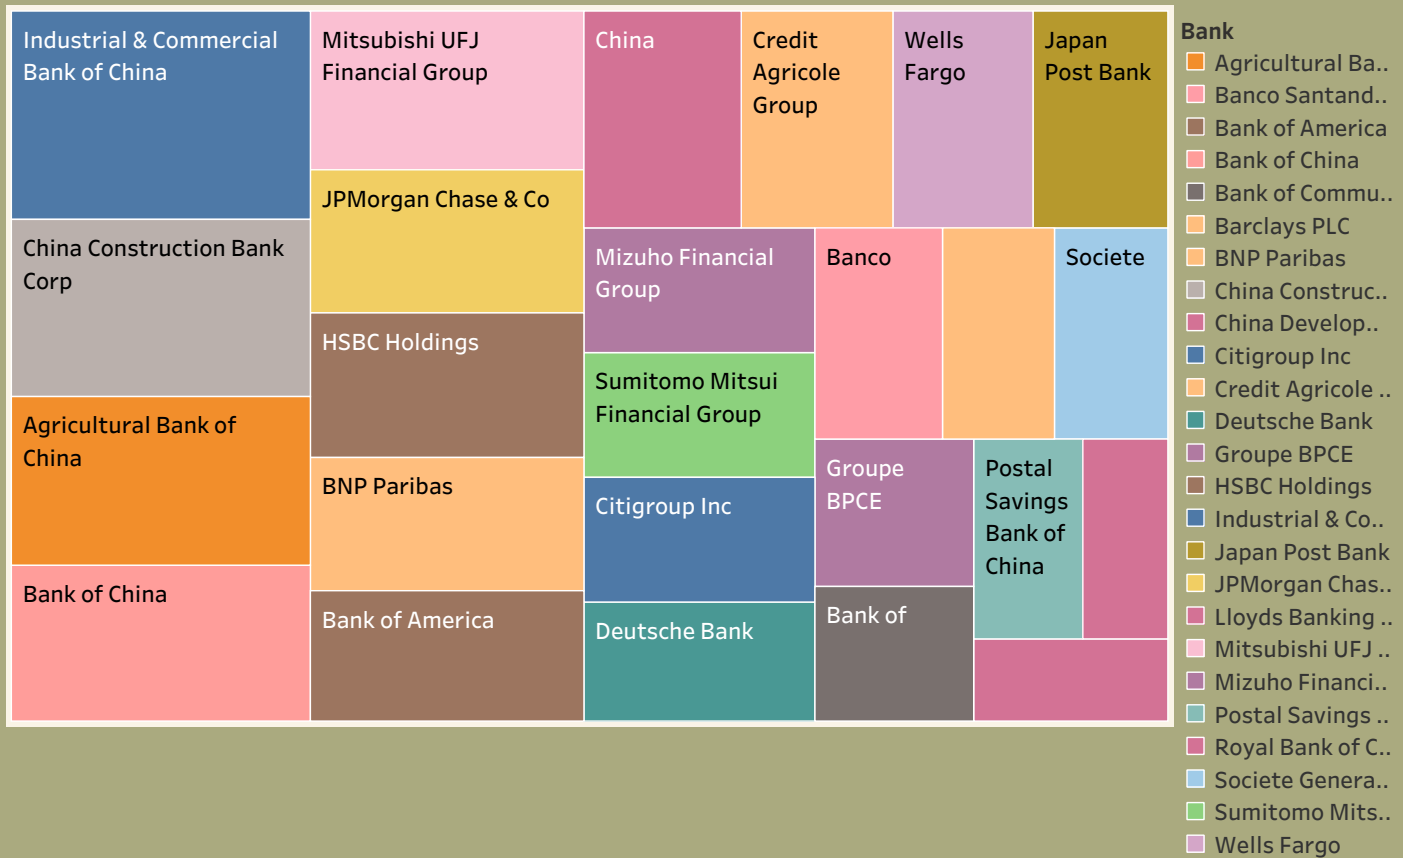 Industrial & Commercial
Bank of China
China Construction Bank
Corp
Agricultural Bank of
China
Bank of China
Mitsubishi UFJ
Financial Group
JPMorgan Chase & Co
HSBC Holdings
BNP Paribas
Bank of America
China
Credit
Agricole
Group
Wells
Fargo
Japan
Post Bank
Mizuho Financial
Group
Sumitomo Mitsui
Financial Group
Citigroup Inc
Deutsche Bank
Banco
Societe
Groupe
BPCE
Bank of
Postal
Savings
Bank of
China
Bank
Agricultural Ba..
Banco Santand..
Bank of America
Bank of China
Bank of Commu..
Barclays PLC
BNP Paribas
China Construc..
China Develop..
Citigroup Inc
Credit Agricole ..
Deutsche Bank
Groupe BPCE
HSBC Holdings
Industrial & Co..
Japan Post Bank
JPMorgan Chas..
Lloyds Banking ..
Mitsubishi UFJ ..
Mizuho Financi..
Postal Savings ..
Royal Bank of C..
Societe Genera..
Sumitomo Mits..
Wells Fargo